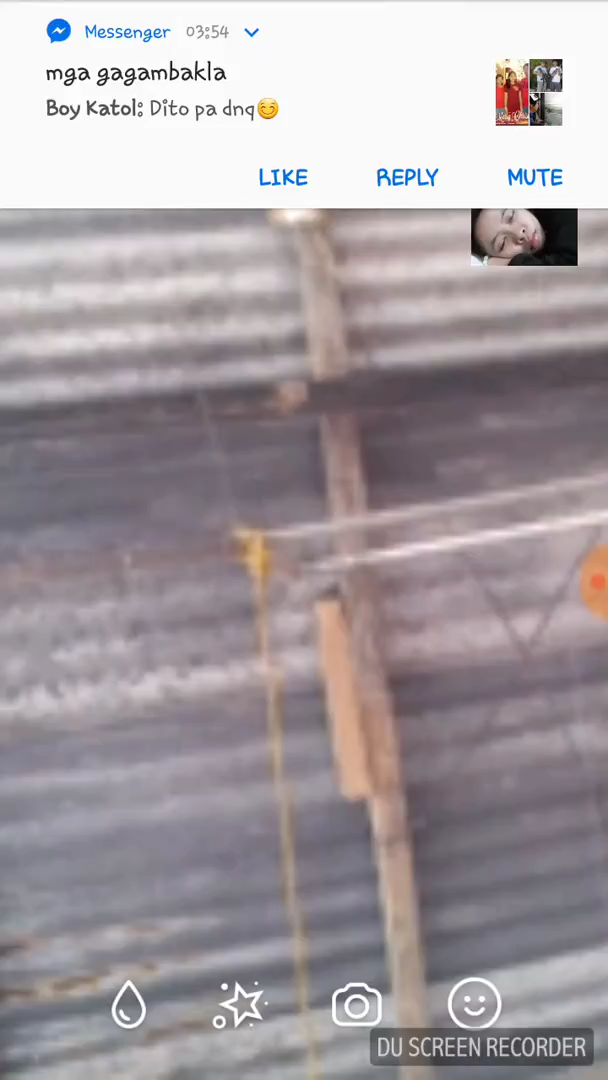 Messenger 03:54
mga gagambakla
Boy Katol: Dito pa dnq😊
LIKE REPLY MUTE
DU SCREEN RECORDER